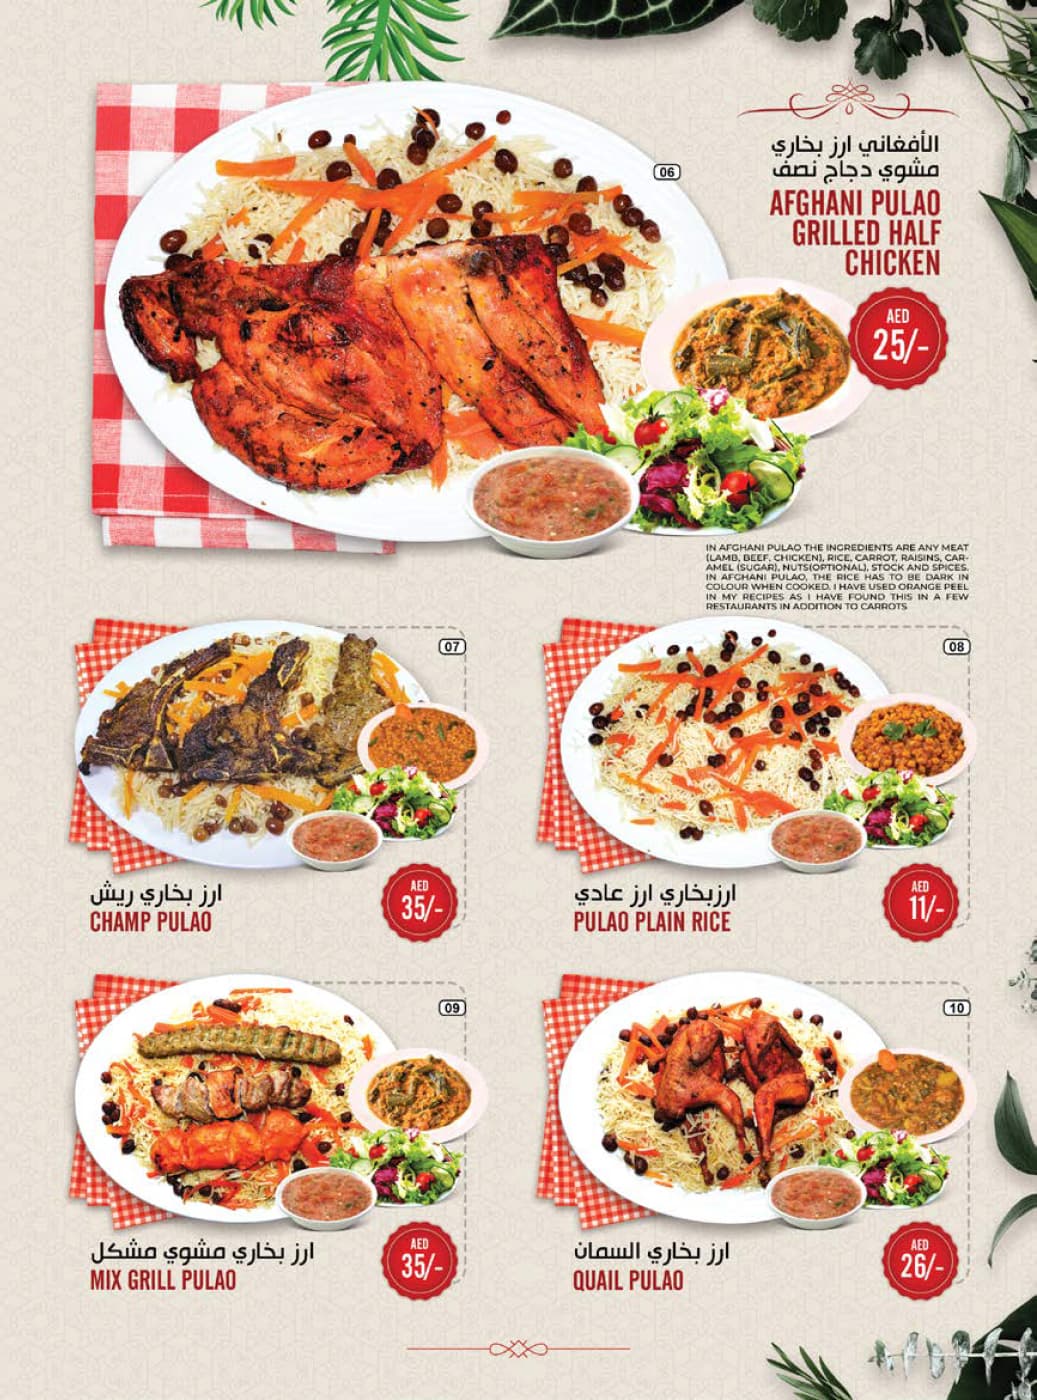 06
الأفغاني ارز بخاري
مشوي دجاج نصف
AFGHANI PULAO
GRILLED HALF
CHICKEN
AED
25/-
IN AFGHANI PULAO THE INGREDIENTS ARE ANY MEAT
(LAMB, BEEF, CHICKEN), RICE, CARROT, RAISINS, CAR-
AMEL (SUGAR), NUTS(OPTIONAL), STOCK AND SPICES.
IN AFGHANI PULAO, THE RICE HAS TO BE DARK IN
COLOUR WHEN COOKED. I HAVE USED ORANGE PEEL
IN MY RECIPES AS I HAVE FOUND THIS IN A FEW
RESTAURANTS IN ADDITION TO CARROTS
07
ارز بخاري ريش
CHAMP PULAO
AED
35/-
08
ارزبخاري ارز عادي
PULAO PLAIN RICE
AED
11/-
09
ارز بخاري مشوي مشكل
MIX GRILL PULAO
AED
35/-
10
ارز بخاري السمان
QUAIL PULAO
AED
26/-